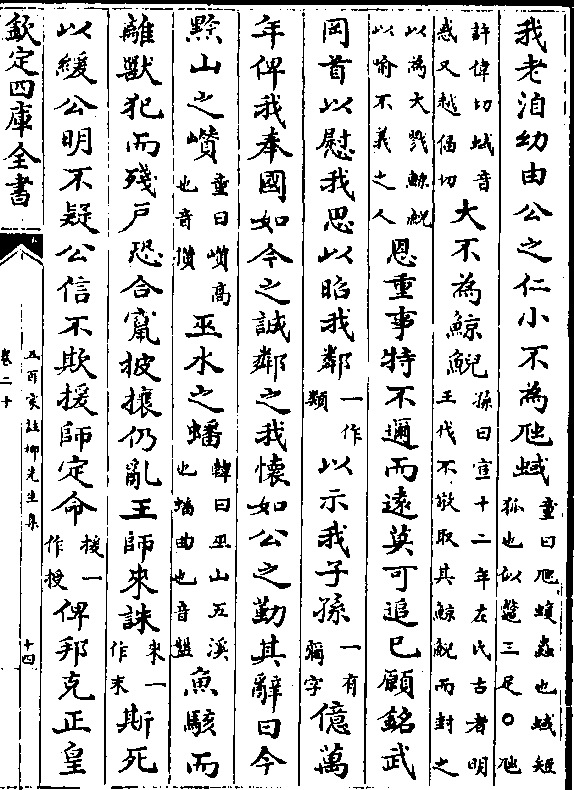 我老洎幼由公之仁小不為虺蜮童曰虺蝮蟲也蜮短狐也似鼈三足○虺
許偉切蜮音惑又越偪切大不為鯨鯢孫曰宣十二年左氏古者明王伐不敬取其鯨鯢而封之
以為大戮鯨鯢以喻不義之人恩重事特不邇而遠莫可追已願銘武
岡首以慰我思以昭我鄰一作類以示我子孫一有彌字億萬
年俾我奉國如今之誠鄰之我懷如公之勤其辭曰今
黔山之巑童曰巑高也音攢巫水之蟠韓曰巫山五溪也蟠曲也音盤魚駭而
離獸犯而殘戶恐合竄披攘仍亂王師來誅來一作末斯死
以緩公明不疑公信不欺援師定命援一作授俾邦克正皇
欽定四庫全書
五百家註柳先生集
卷二十
十四